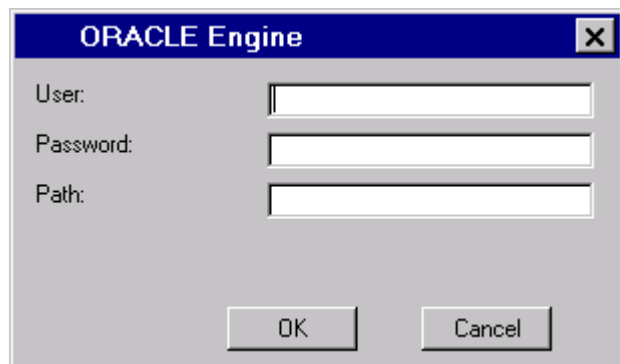 ORACLE Engine
User:
Password:
Path:
OK Cancel